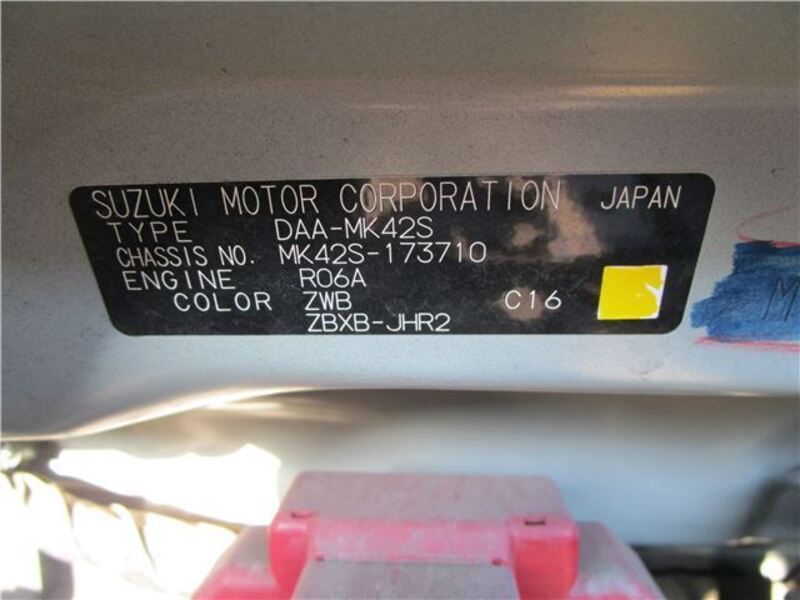 SUZUKI MOTOR CORPORATION JAPAN
TYPE DAA-MK42S
CHASSIS NO. MK42S-173710
ENGINE R06A
COLOR ZWB C16
ZBXB-JHR2
M